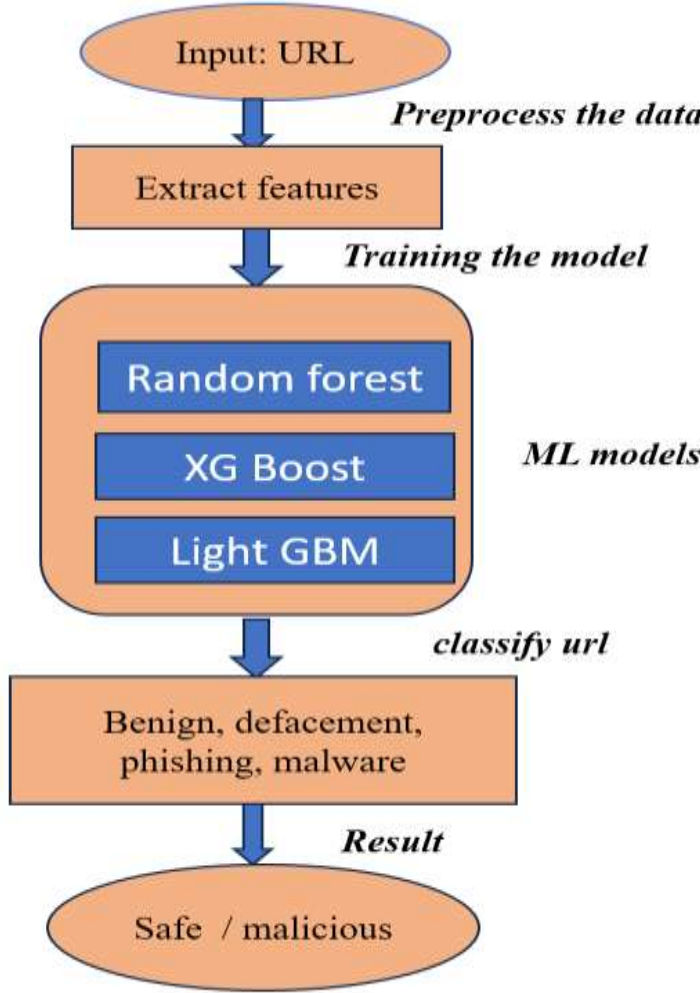 Input: URL
Preprocess the data
Extract features
Training the model
Random forest
XG Boost
ML models
Light GBM
classify url
Benign, defacement,
phishing, malware
Result
Safe / malicious